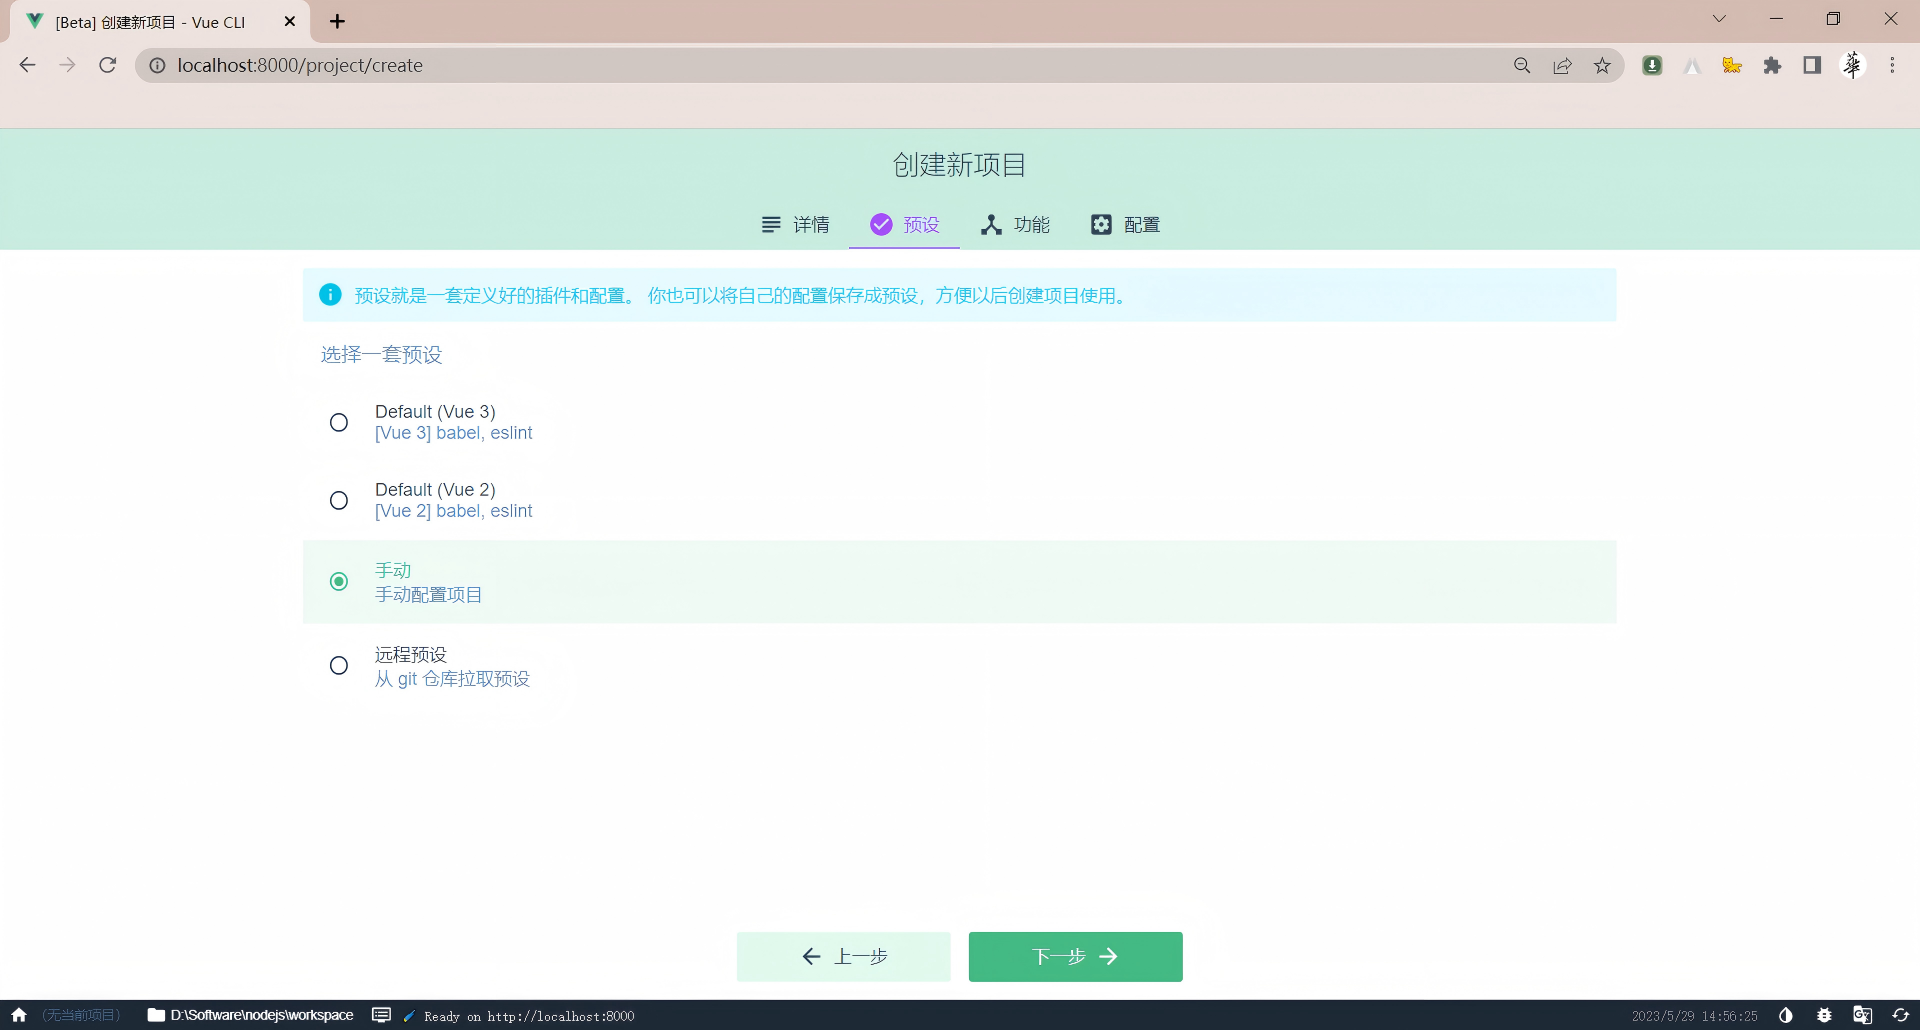 [Beta] 创建新项目 - Vue CLI
localhost:8000/project/create
華
创建新项目
详情
预设
功能
配置
预设就是一套定义好的插件和配置。 你也可以将自己的配置保存成预设，方便以后创建项目使用。
选择一套预设
Default (Vue 3)
[Vue 3] babel, eslint
Default (Vue 2)
[Vue 2] babel, eslint
手动
手动配置项目
远程预设
从 git 仓库拉取预设
上一步
下一步
（无当前项目）
D:\Software\nodejs\workspace
Ready on http://localhost:8000
2023/5/29 14:56:25